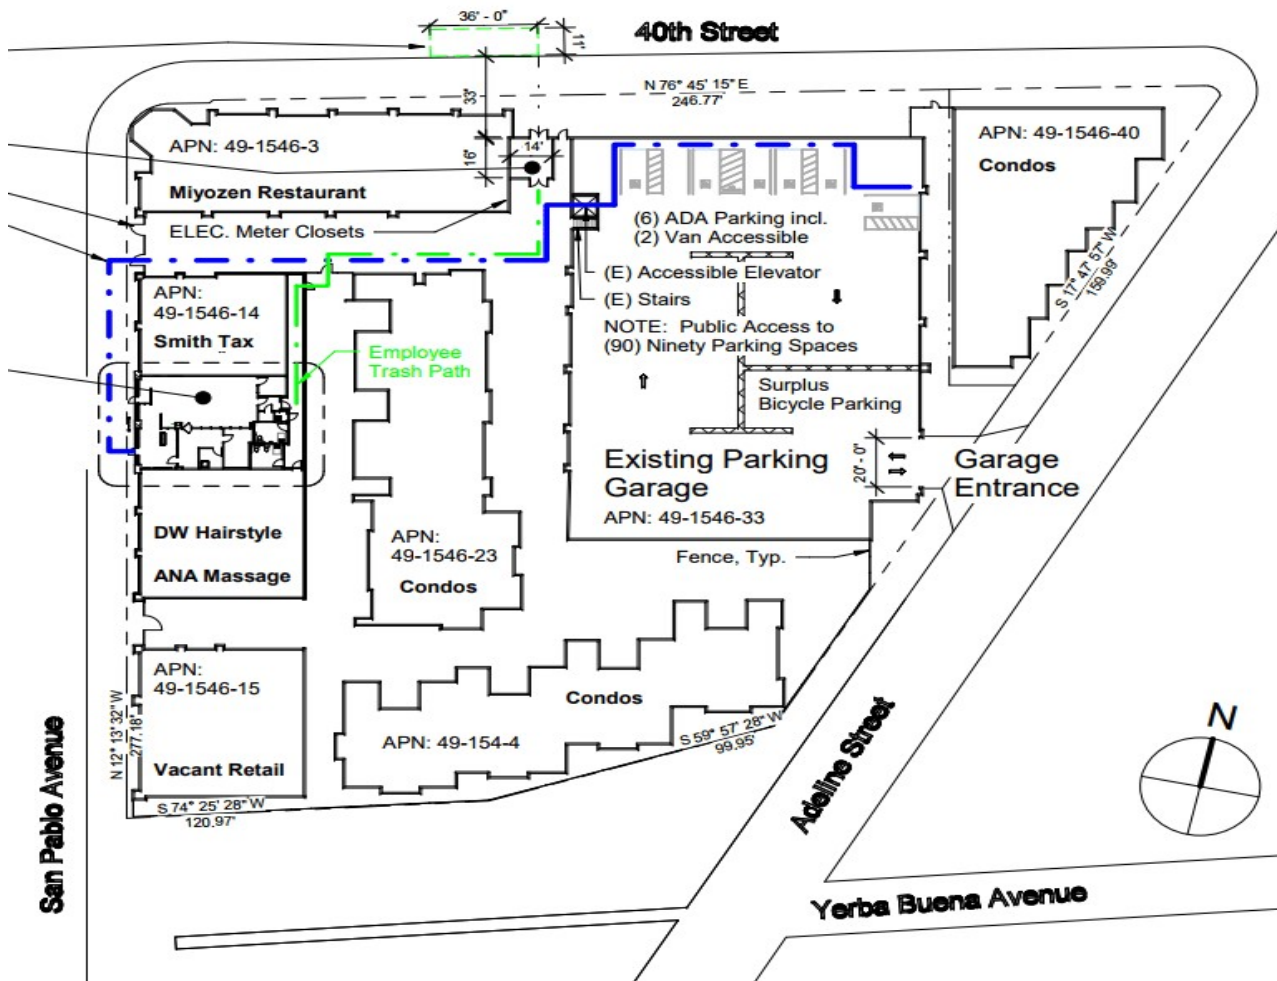 36' - 0"
11'
40th Street
33'
N 76° 45' 15" E
246.77'
APN: 49-1546-3
Miyozen Restaurant
16'
14'
APN: 49-1546-40
Condos
ELEC. Meter Closets
(6) ADA Parking incl.
(2) Van Accessible
(E) Accessible Elevator
(E) Stairs
NOTE: Public Access to
(90) Ninety Parking Spaces
S 17° 47' 57" W
159.99'
APN:
49-1546-14
Smith Tax
Employee
Trash Path
Surplus
Bicycle Parking
Existing Parking
Garage
APN: 49-1546-33
20' - 0"
Garage
Entrance
DW Hairstyle
ANA Massage
APN:
49-1546-23
Condos
Fence, Typ.
APN:
49-1546-15
Vacant Retail
N 12° 13' 32" W
277.18'
Condos
APN: 49-154-4
S 59° 57' 28" W
99.95'
S 74° 25' 28" W
120.97'
San Pablo Avenue
Adeline Street
N
Yerba Buena Avenue